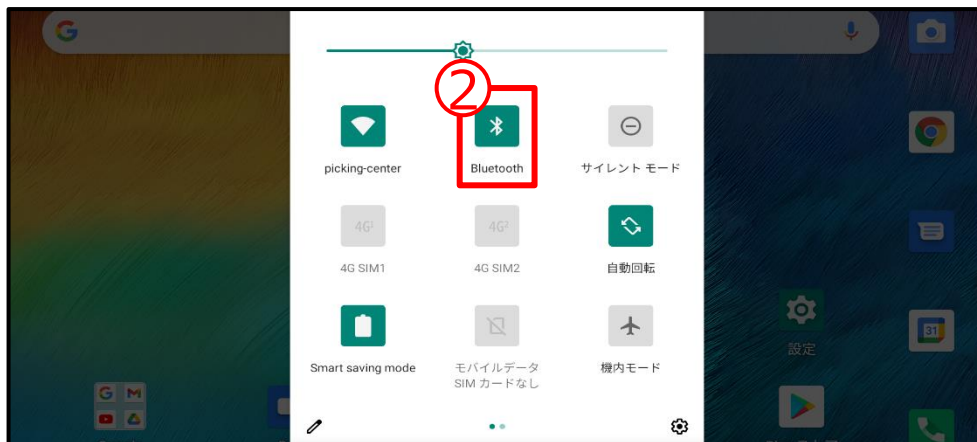 ②
picking-center
Bluetooth
サイレント モード
4G¹
4G²
4G SIM1
4G SIM2
自動回転
Smart saving mode
モバイルデータ
SIM カードなし
機内モード
設定
31